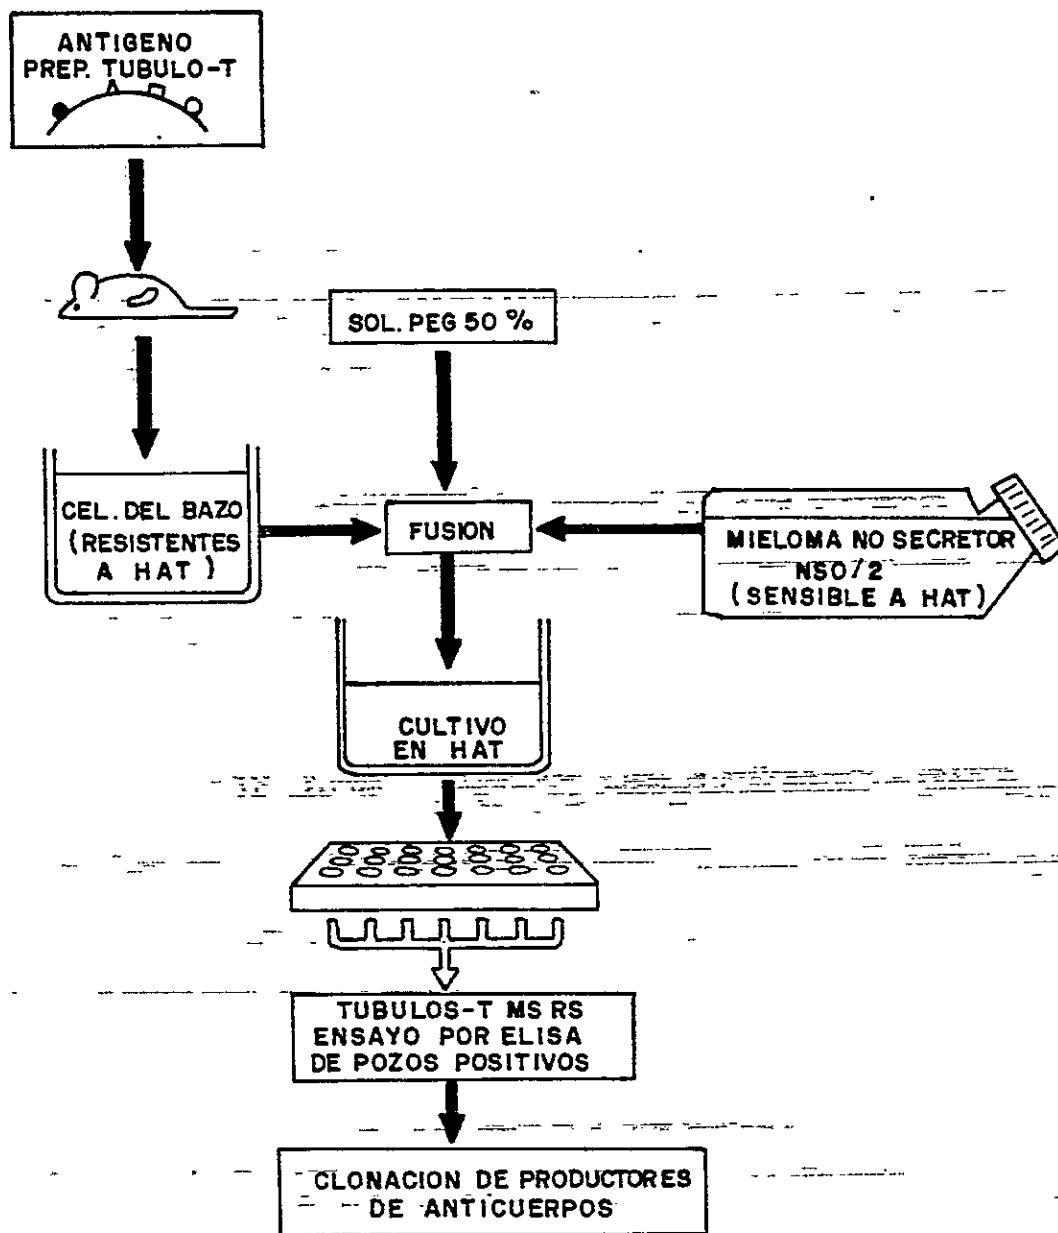 ANTIGENO
PREP. TUBULO-T
SOL. PEG 50 %
CEL. DEL BAZO
(RESISTENTES
A HAT )
FUSION
MIELOMA NO SECRETOR
NSO/2
( SENSIBLE A HAT)
CULTIVO
EN HAT
TUBULOS-T MS RS
ENSAYO POR ELISA
DE POZOS POSITIVOS
CLONACION DE PRODUCTORES
DE ANTICUERPOS